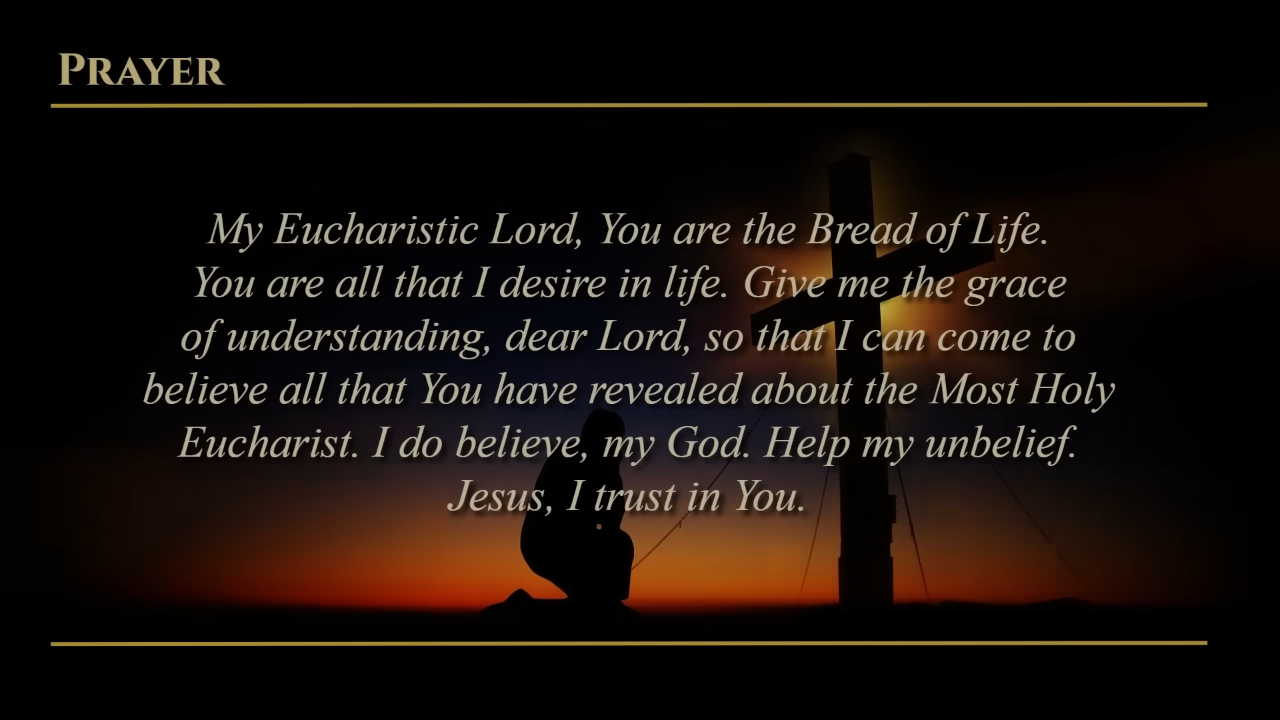 PRAYER
My Eucharistic Lord, You are the Bread of Life.
You are all that I desire in life. Give me the grace
of understanding, dear Lord, so that I can come to
believe all that You have revealed about the Most Holy
Eucharist. I do believe, my God. Help my unbelief.
Jesus, I trust in You.